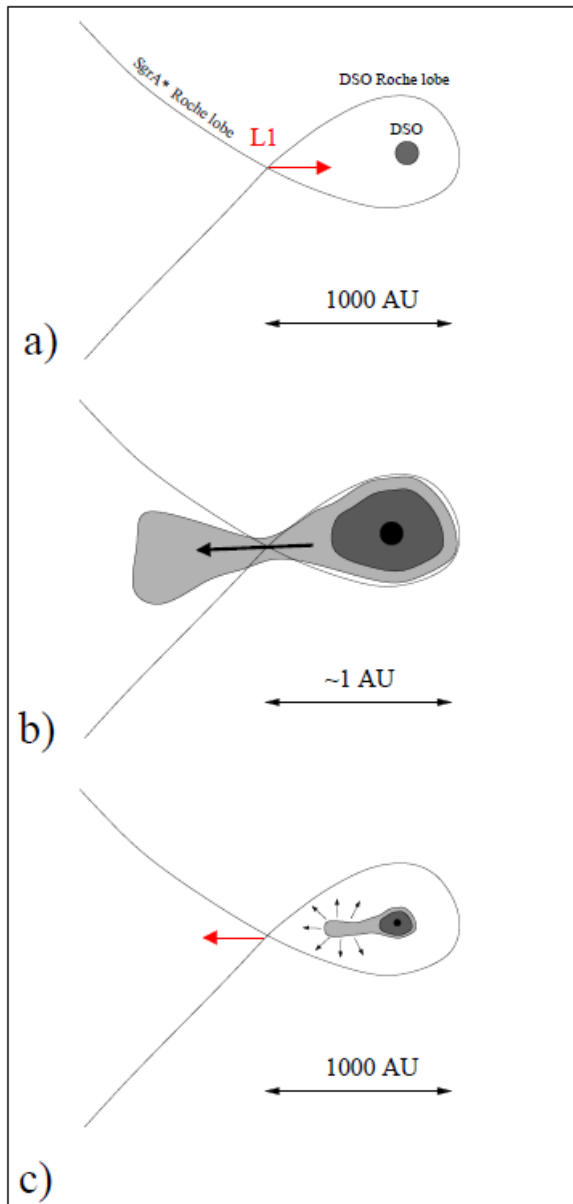 SgrA* Roche lobe
DSO Roche lobe
DSO
L1
1000 AU
a)
~1 AU
b)
1000 AU
c)